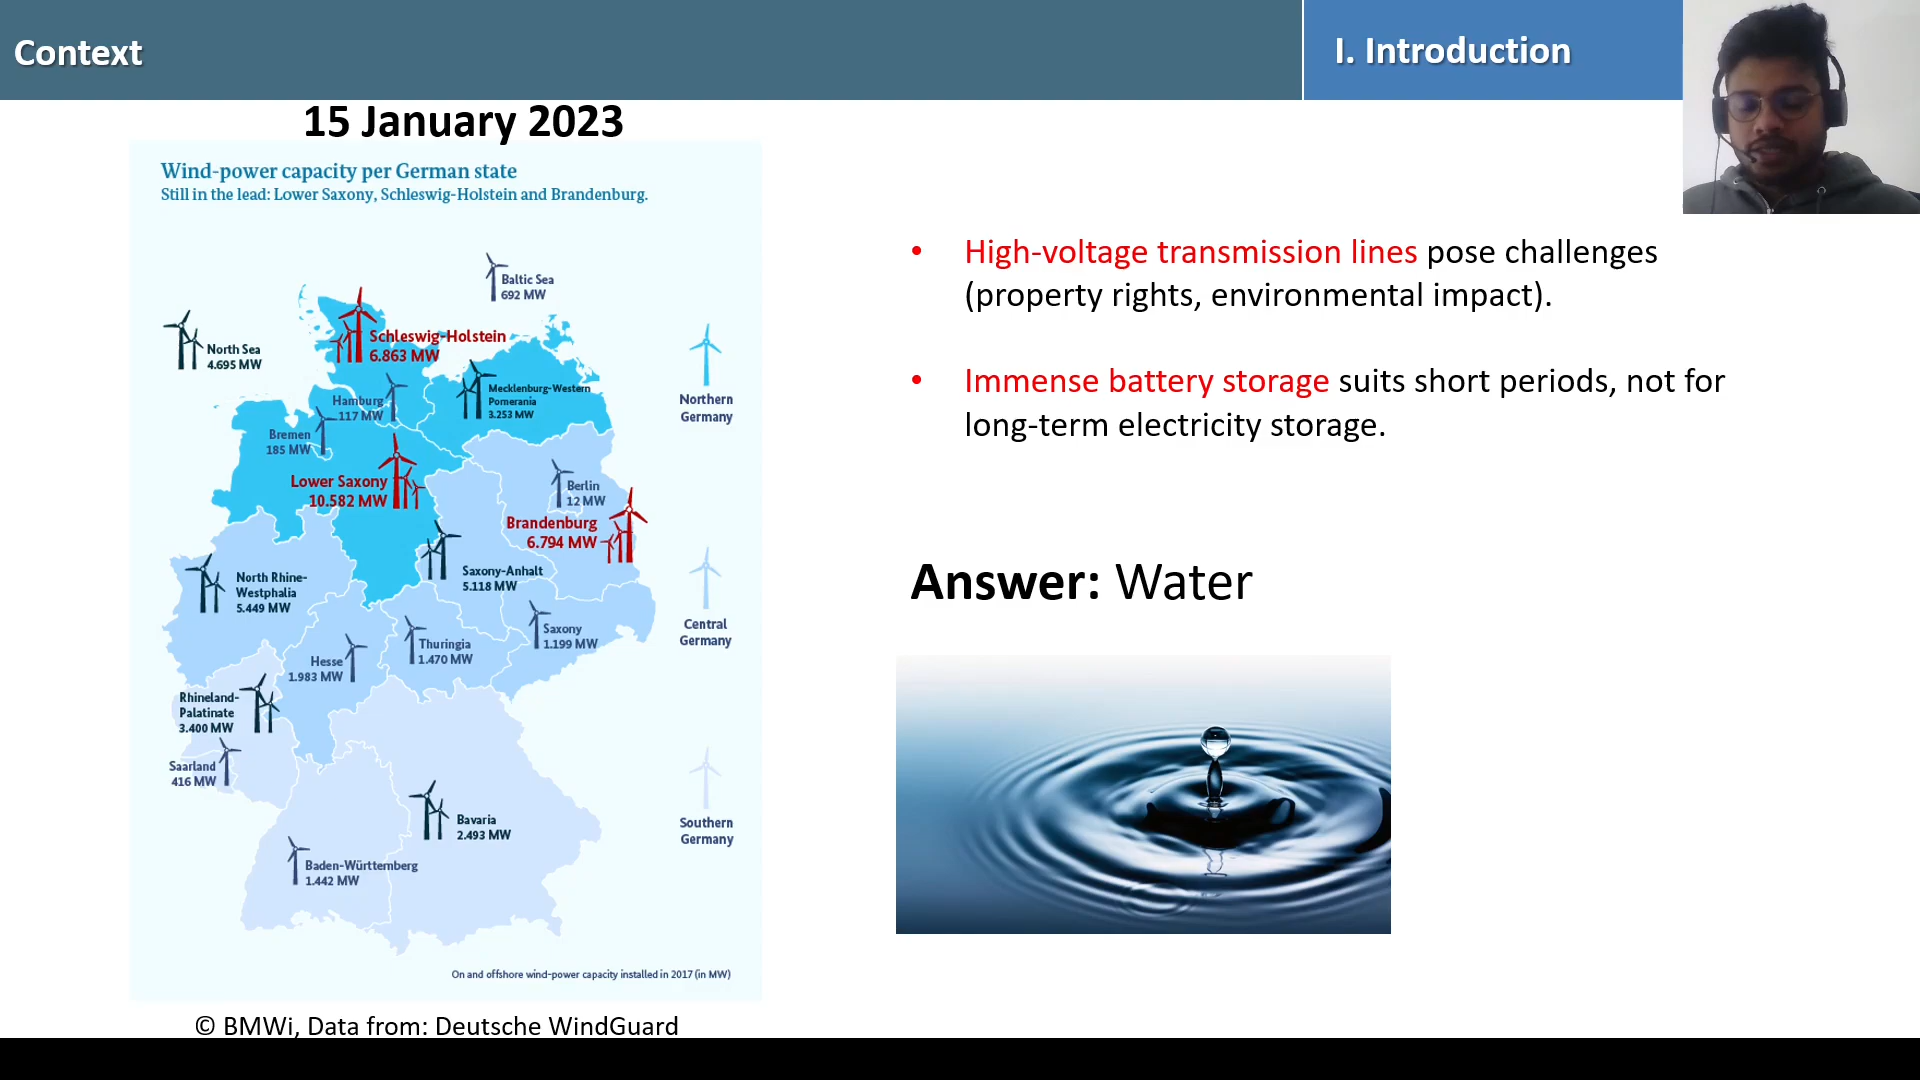 Context
I. Introduction
15 January 2023
Wind-power capacity per German state
Still in the lead: Lower Saxony, Schleswig-Holstein and Brandenburg.
Baltic Sea
692 MW
North Sea
4.695 MW
Schleswig-Holstein
6.863 MW
Mecklenburg-Western
Pomerania
3.253 MW
Hamburg
117 MW
Bremen
185 MW
Northern
Germany
Lower Saxony
10.582 MW
Berlin
12 MW
Brandenburg
6.794 MW
Saxony-Anhalt
5.118 MW
North Rhine-
Westphalia
5.449 MW
Central
Germany
Saxony
1.199 MW
Thuringia
1.470 MW
Hesse
1.983 MW
Rhineland-
Palatinate
3.400 MW
Saarland
416 MW
Bavaria
2.493 MW
Southern
Germany
Baden-Württemberg
1.442 MW
On and offshore wind-power capacity installed in 2017 (in MW)
© BMWi, Data from: Deutsche WindGuard
• High-voltage transmission lines pose challenges
(property rights, environmental impact).
• Immense battery storage suits short periods, not for
long-term electricity storage.
Answer: Water